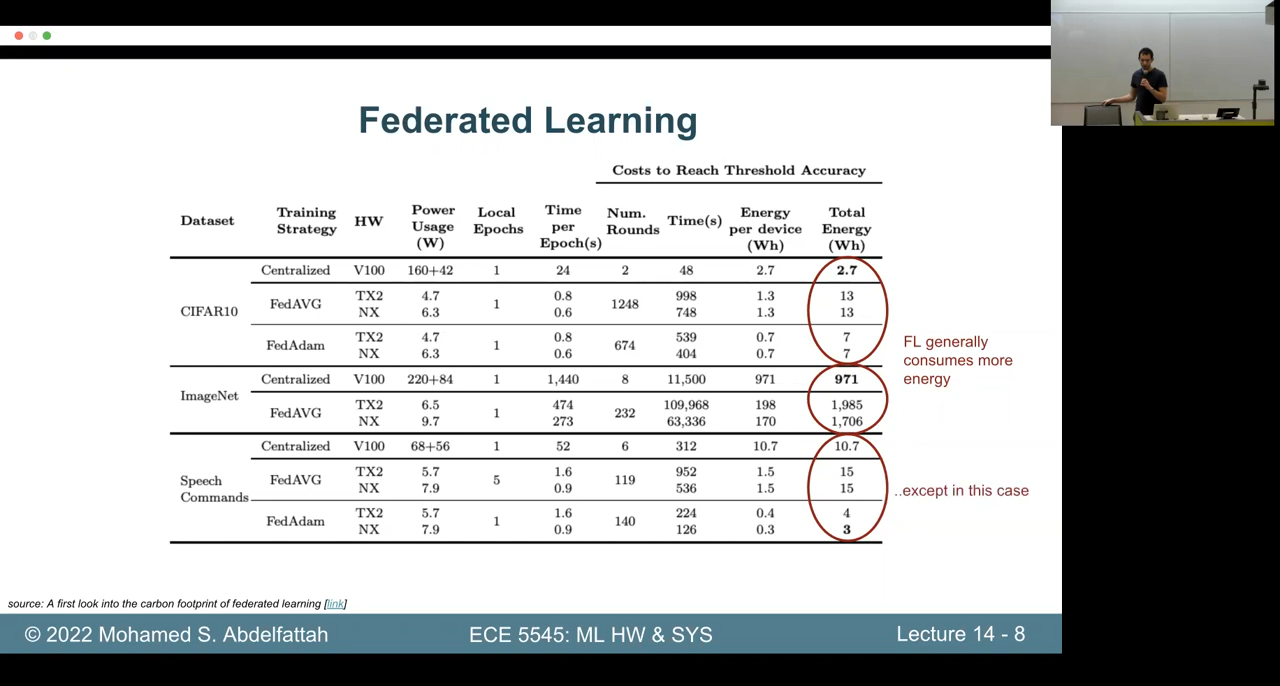 Federated Learning
Costs to Reach Threshold Accuracy
Dataset Training Strategy HW Power Usage (W) Local Epochs Time per Epoch(s) Num. Rounds Time(s) Energy per device (Wh) Total Energy (Wh)
Centralized V100 160+42 1 24 2 48 2.7 2.7
CIFAR10
FedAVG 1 1248
TX2 4.7 0.8 998 1.3 13
NX 6.3 0.6 748 1.3 13
FedAdam 1 674
TX2 4.7 0.8 539 0.7 7
NX 6.3 0.6 404 0.7 7
FL generally
consumes more
energy
Centralized V100 220+84 1 1,440 8 11,500 971 971
ImageNet
FedAVG 1 232
TX2 6.5 474 109,968 198 1,985
NX 9.7 273 63,336 170 1,706
Centralized V100 68+56 1 52 6 312 10.7 10.7
Speech
Commands
FedAVG 5 119
TX2 5.7 1.6 952 1.5 15
NX 7.9 0.9 536 1.5 15
..except in this case
FedAdam 1 140
TX2 5.7 1.6 224 0.4 4
NX 7.9 0.9 126 0.3 3
source: A first look into the carbon footprint of federated learning [link]
© 2022 Mohamed S. Abdelfattah ECE 5545: ML HW & SYS Lecture 14 - 8